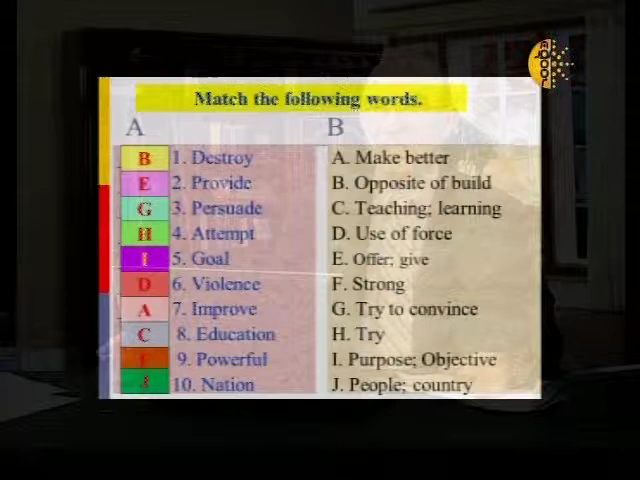 Match the following words.
A B
B 1. Destroy A. Make better
E 2. Provide B. Opposite of build
G 3. Persuade C. Teaching; learning
H 4. Attempt D. Use of force
I 5. Goal E. Offer; give
D 6. Violence F. Strong
A 7. Improve G. Try to convince
C 8. Education H. Try
F 9. Powerful I. Purpose; Objective
J 10. Nation J. People; country